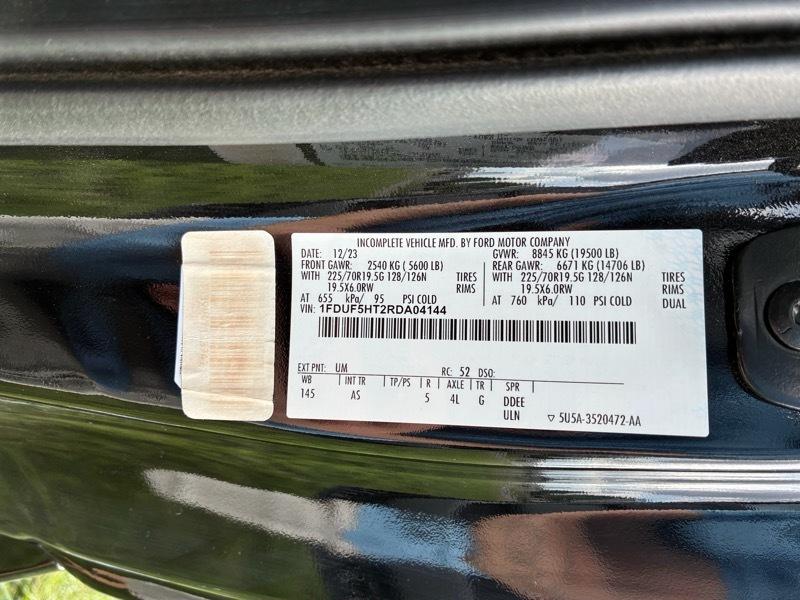 INCOMPLETE VEHICLE MFD. BY FORD MOTOR COMPANY
DATE: 12/23 GVWR: 8845 KG (19500 LB)
FRONT GAWR: 2540 KG ( 5600 LB) REAR GAWR: 6671 KG (14706 LB)
WITH 225/70R19.5G 128/126N TIRES WITH 225/70R19.5G 128/126N TIRES
19.5X6.0RW RIMS 19.5X6.0RW RIMS
AT 655 kPa/ 95 PSI COLD AT 760 kPa/ 110 PSI COLD DUAL
VIN: 1FDUF5HT2RDA04144
EXT PNT: UM RC: 52 DSO:
WB INT TR TP/PS R AXLE TR SPR
145 AS 5 4L G DDEE
ULN ▽ 5U5A-3520472-AA